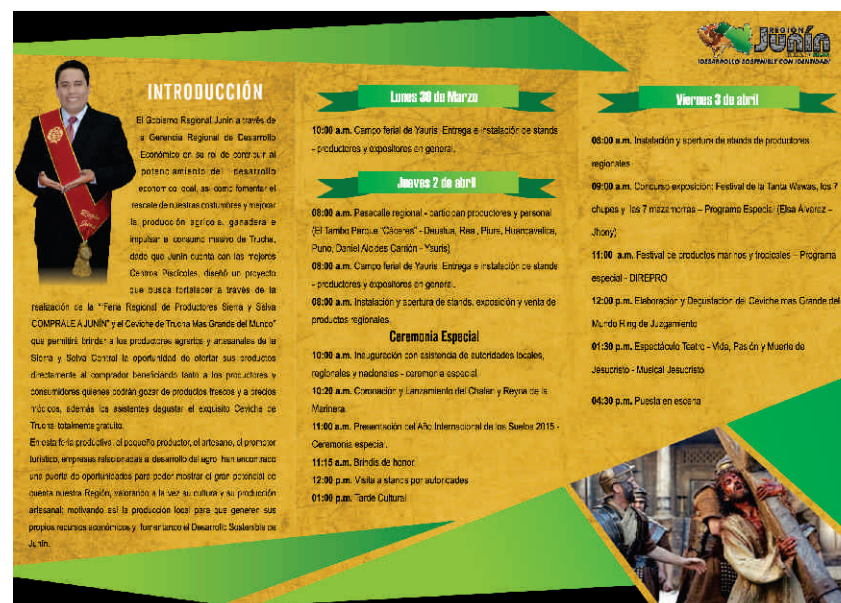 INTRODUCCIÓN
El Gobierno Regional Junín a través de
la Gerencia Regional de Desarrollo
Económico en su rol de contribuir al
potenciamiento del desarrollo
económico local, así como fomentar el
rescate de nuestras costumbres y mejorar
la producción agrícola, ganadera e
impulsar el consumo masivo de Trucha,
dado que Junín cuenta con los mejores
Centros Piscícolas, diseñó un proyecto
que busca fortalecer a través de la
realización de la "Feria Regional de Productores Sierra y Selva
COMPRALE A JUNÍN" y el Ceviche de Trucha Mas Grande del Mundo"
que permitirá brindar a los productores agrarios y artesanales de la
Sierra y Selva Central la oportunidad de ofertar sus productos
directamente al comprador beneficiando tanto a los productores y
consumidores quienes podrán gozar de productos frescos y a precios
módicos, además los asistentes degustar el exquisito Ceviche de
Trucha totalmente gratuito.
En esta feria productiva, el pequeño productor, el artesano, el promotor
turístico, empresas relacionadas a desarrollo del agro han encontrado
una puerta de oportunidades para poder mostrar el gran potencial de
cuenta nuestra Región, valorando a la vez su cultura y su producción
artesanal; motivando así la producción local para que generen sus
propios recursos económicos y fomentando el Desarrollo Sostenible de
Junín.
Lunes 30 de Marzo
10:00 a.m. Campo ferial de Yauris: Entrega e instalación de stands
- productores y expositores en general.
Jueves 2 de abril
08:00 a.m. Pasacalle regional - participan productores y personal
(El Tambo Parque "Cáceres" - Deustua, Real, Piura, Huancavelica,
Puno, Daniel Alcides Carrión - Yauris)
08:00 a.m. Campo ferial de Yauris: Entrega e instalación de stands
- productores y expositores en general.
08:00 a.m. Instalación y apertura de stands, exposición y venta de
productos regionales
Ceremonia Especial
10:00 a.m. Inauguración con asistencia de autoridades locales,
regionales y nacionales - ceremonia especial
10:20 a.m. Coronación y Lanzamiento del Chalan y Reyna de la
Marinera.
11:00 a.m. Presentación del Año Internacional de los Suelos 2015 -
Ceremonia especial.
11:15 a.m. Brindis de honor
12:00 p.m. Visita a stands por autoridades
01:00 p.m. Tarde Cultural
REGIÓN
Junín
¡DESARROLLO SOSTENIBLE CON IDENTIDAD!
Viernes 3 de abril
08:00 a.m. Instalación y apertura de stands de productores
regionales
09:00 a.m. Concurso exposición: Festival de la Tanta Wawas, los 7
chupes y las 7 mazamorras – Programa Especial (Elsa Álvarez –
Jhony)
11:00 a.m. Festival de productos marinos y tropicales – Programa
especial - DIREPRO
12:00 p.m. Elaboración y Degustación del Ceviche mas Grande del
Mundo Ring de Juzgamiento
01:30 p.m. Espectáculo Teatro - Vida, Pasión y Muerte de
Jesucristo - Musical Jesucristo
04:30 p.m. Puesta en escena